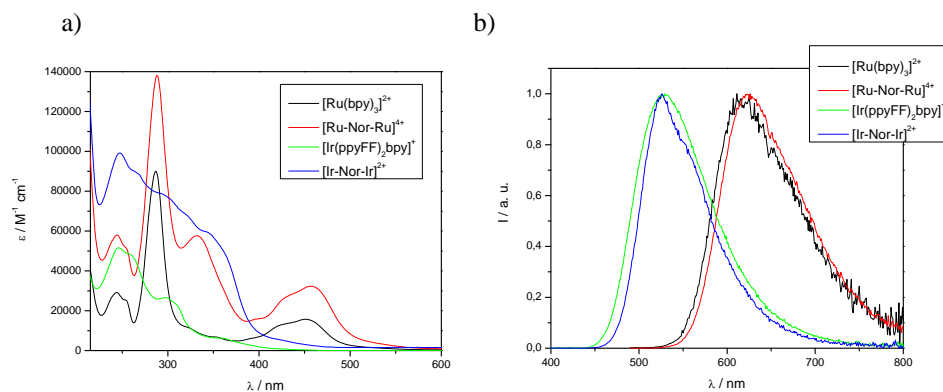 a)
b)
140000
120000
100000
80000
60000
40000
20000
0
ε / M⁻¹ cm⁻¹
300
400
500
600
λ / nm
[Ru(bpy)₃]²⁺
[Ru-Nor-Ru]⁴⁺
[Ir(ppyFF)₂bpy]⁺
[Ir-Nor-Ir]²⁺
1,0
0,8
0,6
0,4
0,2
0,0
I / a. u.
400
500
600
700
800
λ / nm
[Ru(bpy)₃]²⁺
[Ru-Nor-Ru]⁴⁺
[Ir(ppyFF)₂bpy]
[Ir-Nor-Ir]²⁺